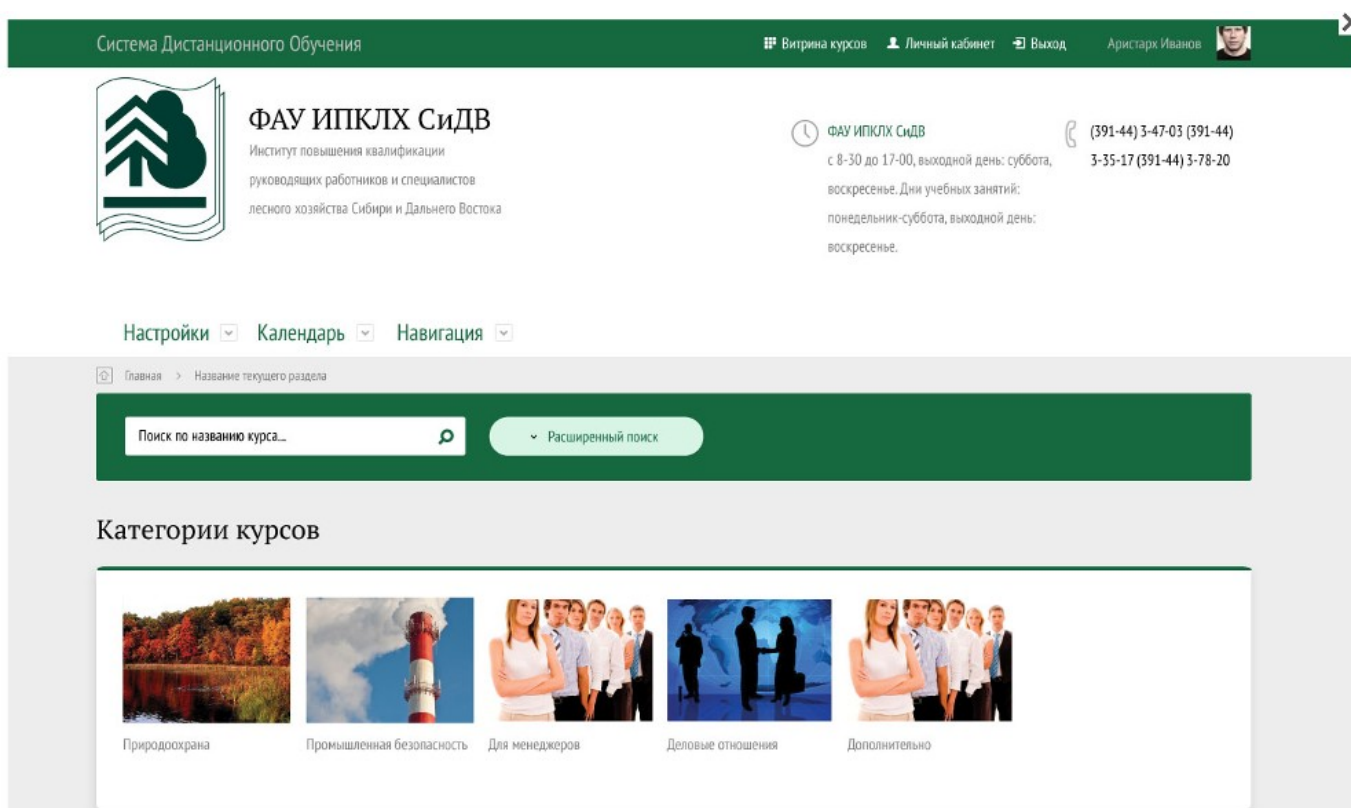 Система Дистанционного Обучения
Витрина курсов
Личный кабинет
Выход
Аристарх Иванов
ФАУ ИПКЛХ СиДВ
Институт повышения квалификации
руководящих работников и специалистов
лесного хозяйства Сибири и Дальнего Востока
ФАУ ИПКЛХ СиДВ
с 8-30 до 17-00, выходной день: суббота,
воскресенье. Дни учебных занятий:
понедельник-суббота, выходной день:
воскресенье.
(391-44) 3-47-03 (391-44)
3-35-17 (391-44) 3-78-20
Настройки
Календарь
Навигация
Главная > Название текущего раздела
Поиск по названию курса...
Расширенный поиск
Категории курсов
Природоохрана
Промышленная безопасность
Для менеджеров
Деловые отношения
Дополнительно